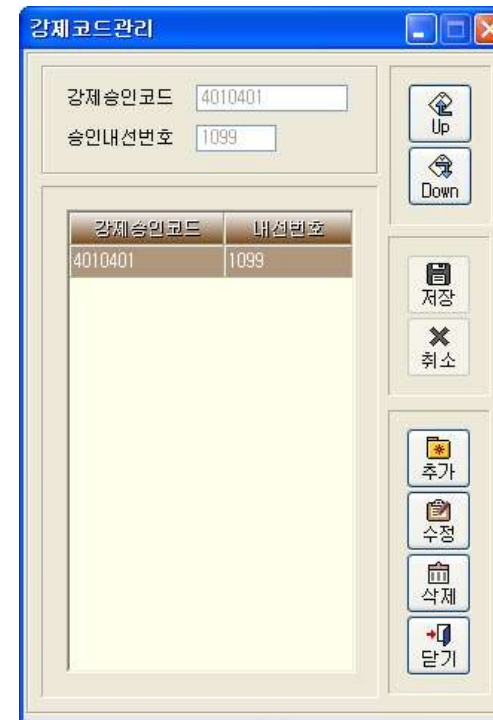 강제코드관리
강제승인코드 4010401
승인내선번호 1099
강제승인코드 내선번호
4010401 1099
Up
Down
저장
취소
추가
수정
삭제
닫기